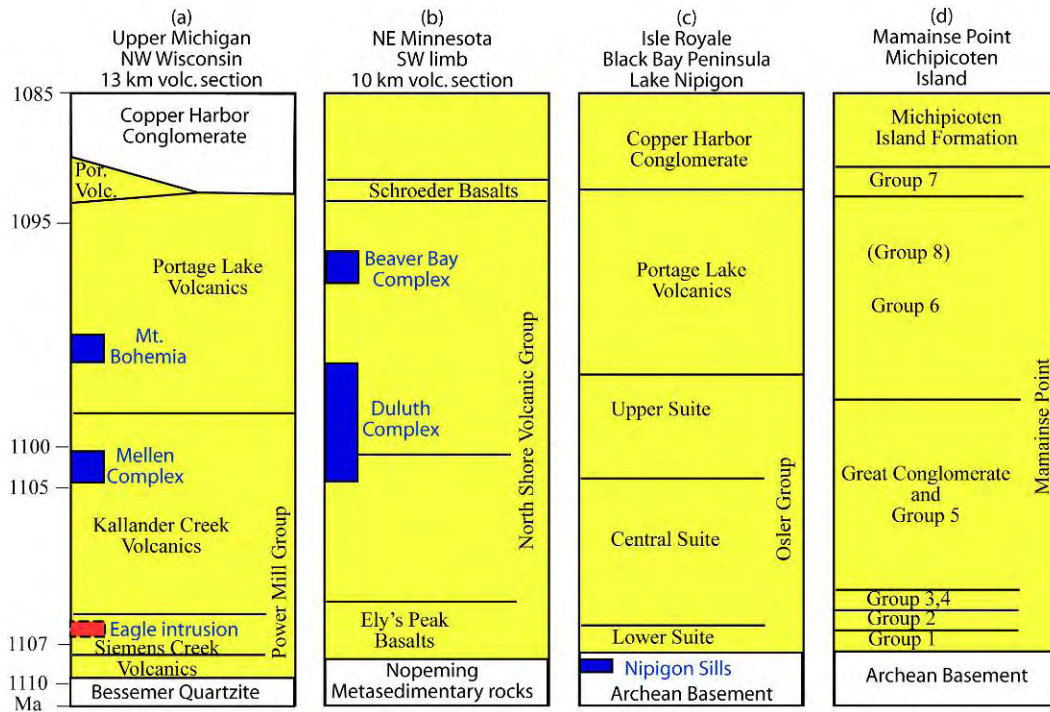 (a)
Upper Michigan
NW Wisconsin
13 km volc. section
(b)
NE Minnesota
SW limb
10 km volc. section
(c)
Isle Royale
Black Bay Peninsula
Lake Nipigon
(d)
Mamainse Point
Michipicoten
Island
1085
1095
1100
1105
1107
1110
Ma
Copper Harbor
Conglomerate
Por.
Volc.
Portage Lake
Volcanics
Mt.
Bohemia
Mellen
Complex
Kallander Creek
Volcanics
Eagle intrusion
Siemens Creek
Volcanics
Power Mill Group
Bessemer Quartzite
Schroeder Basalts
Beaver Bay
Complex
Duluth
Complex
North Shore Volcanic Group
Ely's Peak
Basalts
Nopeming
Metasedimentary rocks
Copper Harbor
Conglomerate
Portage Lake
Volcanics
Upper Suite
Central Suite
Osler Group
Lower Suite
Nipigon Sills
Archean Basement
Michipicoten
Island Formation
Group 7
(Group 8)
Group 6
Great Conglomerate
and
Group 5
Mamainse Point
Group 3,4
Group 2
Group 1
Archean Basement